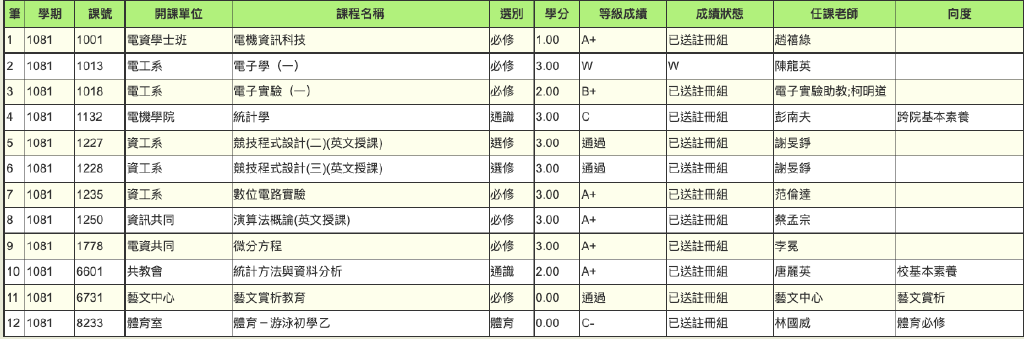 筆 學期 課號 開課單位 課程名稱 選別 學分 等級成績 成績狀態 任課老師 向度
1 1081 1001 電資學士班 電機資訊科技 必修 1.00 A+ 已送註冊組 趙禧綠
2 1081 1013 電工系 電子學（一） 必修 3.00 W W 陳龍英
3 1081 1018 電工系 電子實驗（一） 必修 2.00 B+ 已送註冊組 電子實驗助教;柯明道
4 1081 1132 電機學院 統計學 通識 3.00 C 已送註冊組 彭南夫 跨院基本素養
5 1081 1227 資工系 競技程式設計(二)(英文授課) 選修 3.00 通過 已送註冊組 謝旻錚
6 1081 1228 資工系 競技程式設計(三)(英文授課) 選修 3.00 通過 已送註冊組 謝旻錚
7 1081 1235 資工系 數位電路實驗 必修 3.00 A+ 已送註冊組 范倫達
8 1081 1250 資訊共同 演算法概論(英文授課) 必修 3.00 A+ 已送註冊組 蔡孟宗
9 1081 1778 電資共同 微分方程 必修 3.00 A+ 已送註冊組 李冕
10 1081 6601 共教會 統計方法與資料分析 通識 2.00 A+ 已送註冊組 唐麗英 校基本素養
11 1081 6731 藝文中心 藝文賞析教育 必修 0.00 通過 已送註冊組 藝文中心 藝文賞析
12 1081 8233 體育室 體育－游泳初學乙 體育 0.00 C- 已送註冊組 林國威 體育必修